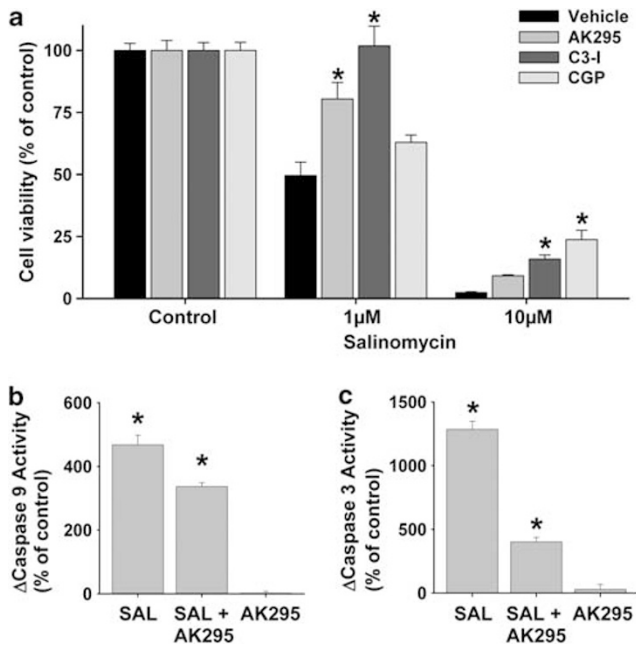 a
*
Vehicle
AK295
C3-I
CGP
Cell viability (% of control)
100
75
50
25
0
*
*
*
Control
1µM
10µM
Salinomycin
b
ΔCaspase 9 Activity
(% of control)
600
400
200
0
*
*
SAL
SAL +
AK295
AK295
c
ΔCaspase 3 Activity
(% of control)
1500
1000
500
0
*
*
SAL
SAL +
AK295
AK295